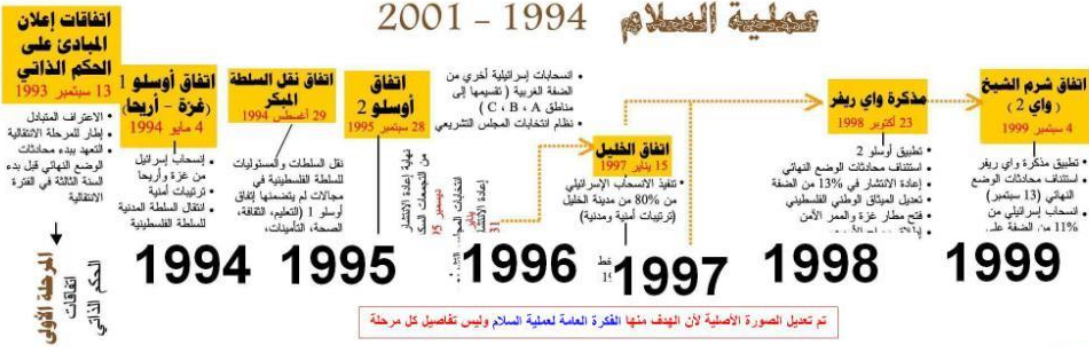 عملية السلام 1994 - 2001
اتفاقات إعلان
المبادئ على
الحكم الذاتي
13 سبتمبر 1993
• الاعتراف المتبادل
• إطار للمرحلة الانتقالية
• التعهد ببدء محادثات
الوضع النهائي قبل بدء
السنة الثالثة في الفترة
الانتقالية
المرحلة الأولى
اتفاقات
الحكم الذاتي
اتفاق أوسلو 1
(غزة - أريحا)
4 مايو 1994
• إنسحاب إسرائيل
من غزة وأريحا
• ترتيبات أمنية
• انتقال السلطة المدنية
للسلطة الفلسطينية
اتفاق نقل السلطة
المبكر
29 أغسطس 1994
نقل السلطات والمسئوليات
للسلطة الفلسطينية في
مجالات لم يتضمنها إتفاق
أوسلو 1 (التعليم، الثقافة،
الصحة، التأمينات،
اتفاق
أوسلو 2
28 سبتمبر 1995
• انسحابات إسرائيلية أخري من
الضفة الغربية ( تقسيمها إلى
مناطق C ، B ، A )
• نظام انتخابات المجلس التشريعي
نهاية إعادة الانتشار
من التجمعات
ديسمبر
انتخابات
إعادة
يناير
اتفاق الخليل
15 يناير 1997
• تنفيذ الانسحاب الإسرائيلي
من 80% من مدينة الخليل
(ترتيبات أمنية ومدنية)
مذكرة واي ريفر
23 أكتوبر 1998
• تطبيق أوسلو 2
• استئناف محادثات الوضع النهائي
• إعادة الانتشار في 13% من الضفة
• تعديل الميثاق الوطني الفلسطيني
• فتح مطار غزة والممر الآمن
اتفاق شرم الشيخ
( واي 2 )
4 سبتمبر 1999
• تطبيق مذكرة واي ريفر
• استئناف محادثات الوضع
النهائي (13 سبتمبر)
• انسحاب إسرائيلي من
11% من الضفة على
1994 1995 1996 1997 1998 1999
تم تعديل الصورة الأصلية لأن الهدف منها الفكرة العامة لعملية السلام وليس تفاصيل كل مرحلة